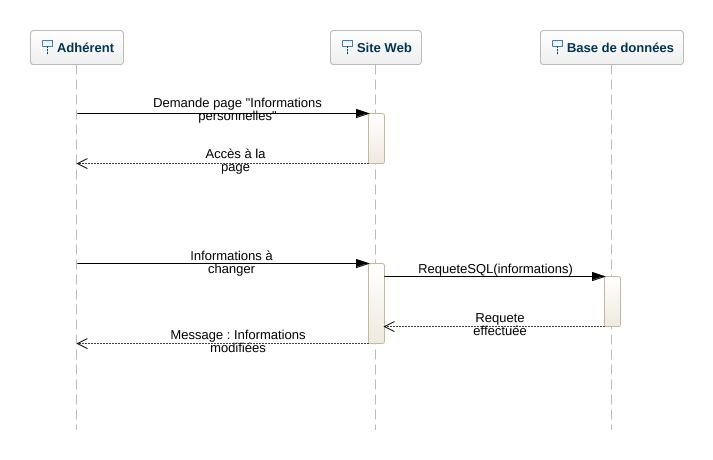 Adhérent
Site Web
Base de données
Demande page "Informations
personnelles"
Accès à la
page
Informations à
changer
RequeteSQL(informations)
Requete
effectuée
Message : Informations
modifiées